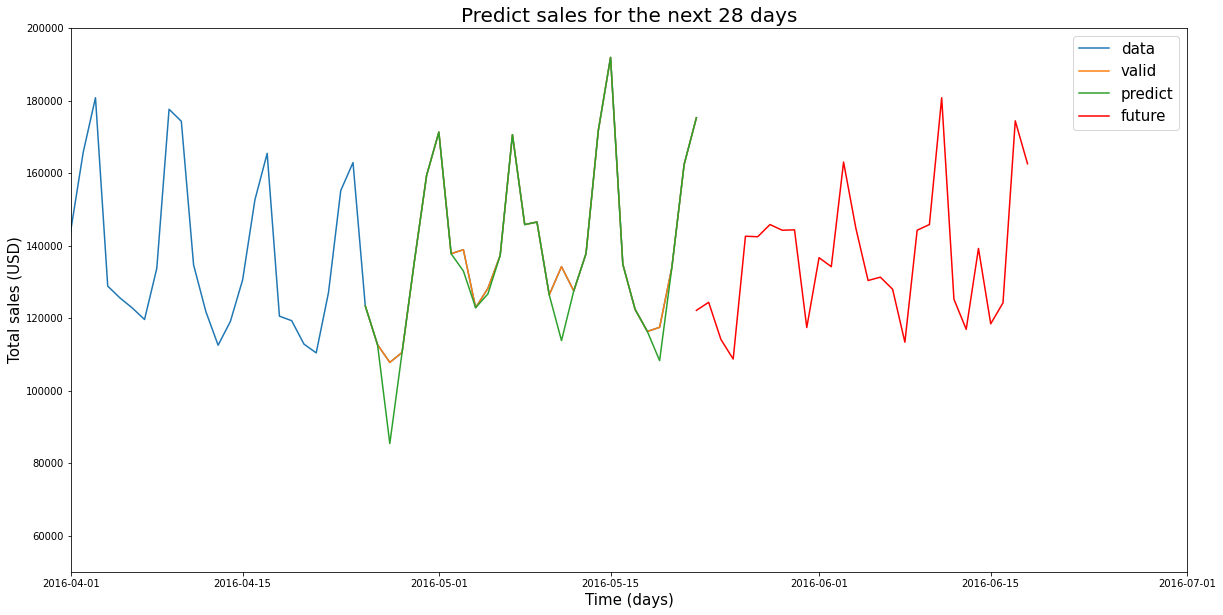 Predict sales for the next 28 days
data
valid
predict
future
Total sales (USD)
200000
180000
160000
140000
120000
100000
80000
60000
2016-04-01
2016-04-15
2016-05-01
2016-05-15
2016-06-01
2016-06-15
2016-07-01
Time (days)